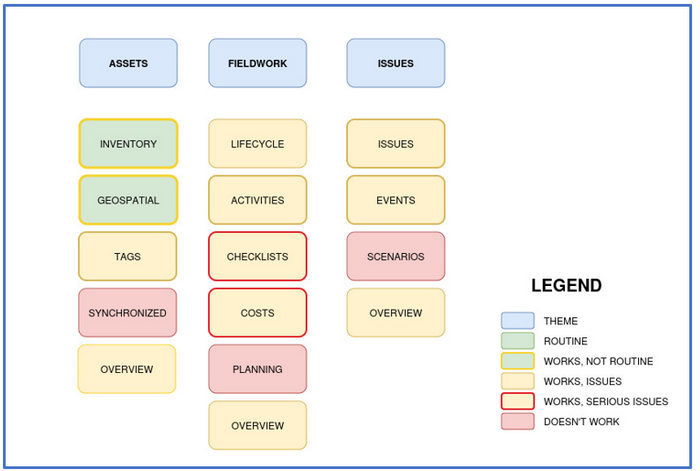 ASSETS
FIELDWORK
ISSUES
INVENTORY
LIFECYCLE
ISSUES
GEOSPATIAL
ACTIVITIES
EVENTS
TAGS
CHECKLISTS
SCENARIOS
SYNCHRONIZED
COSTS
OVERVIEW
OVERVIEW
PLANNING
OVERVIEW
LEGEND
THEME
ROUTINE
WORKS, NOT ROUTINE
WORKS, ISSUES
WORKS, SERIOUS ISSUES
DOESN'T WORK